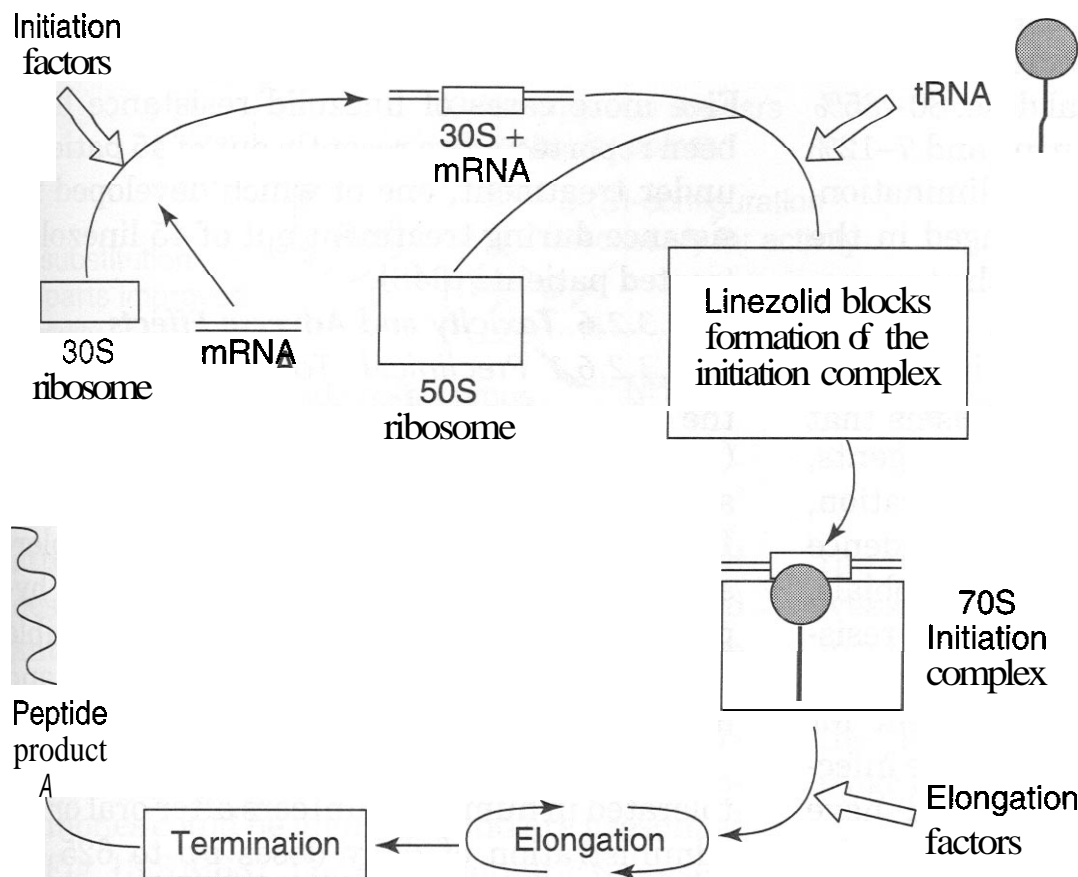 Initiation
factors
tRNA
30S +
mRNA
30S
ribosome
mRNA
50S
ribosome
Linezolid blocks
formation of the
initiation complex
70S
Initiation
complex
Peptide
product
A
Termination
Elongation
Elongation
factors